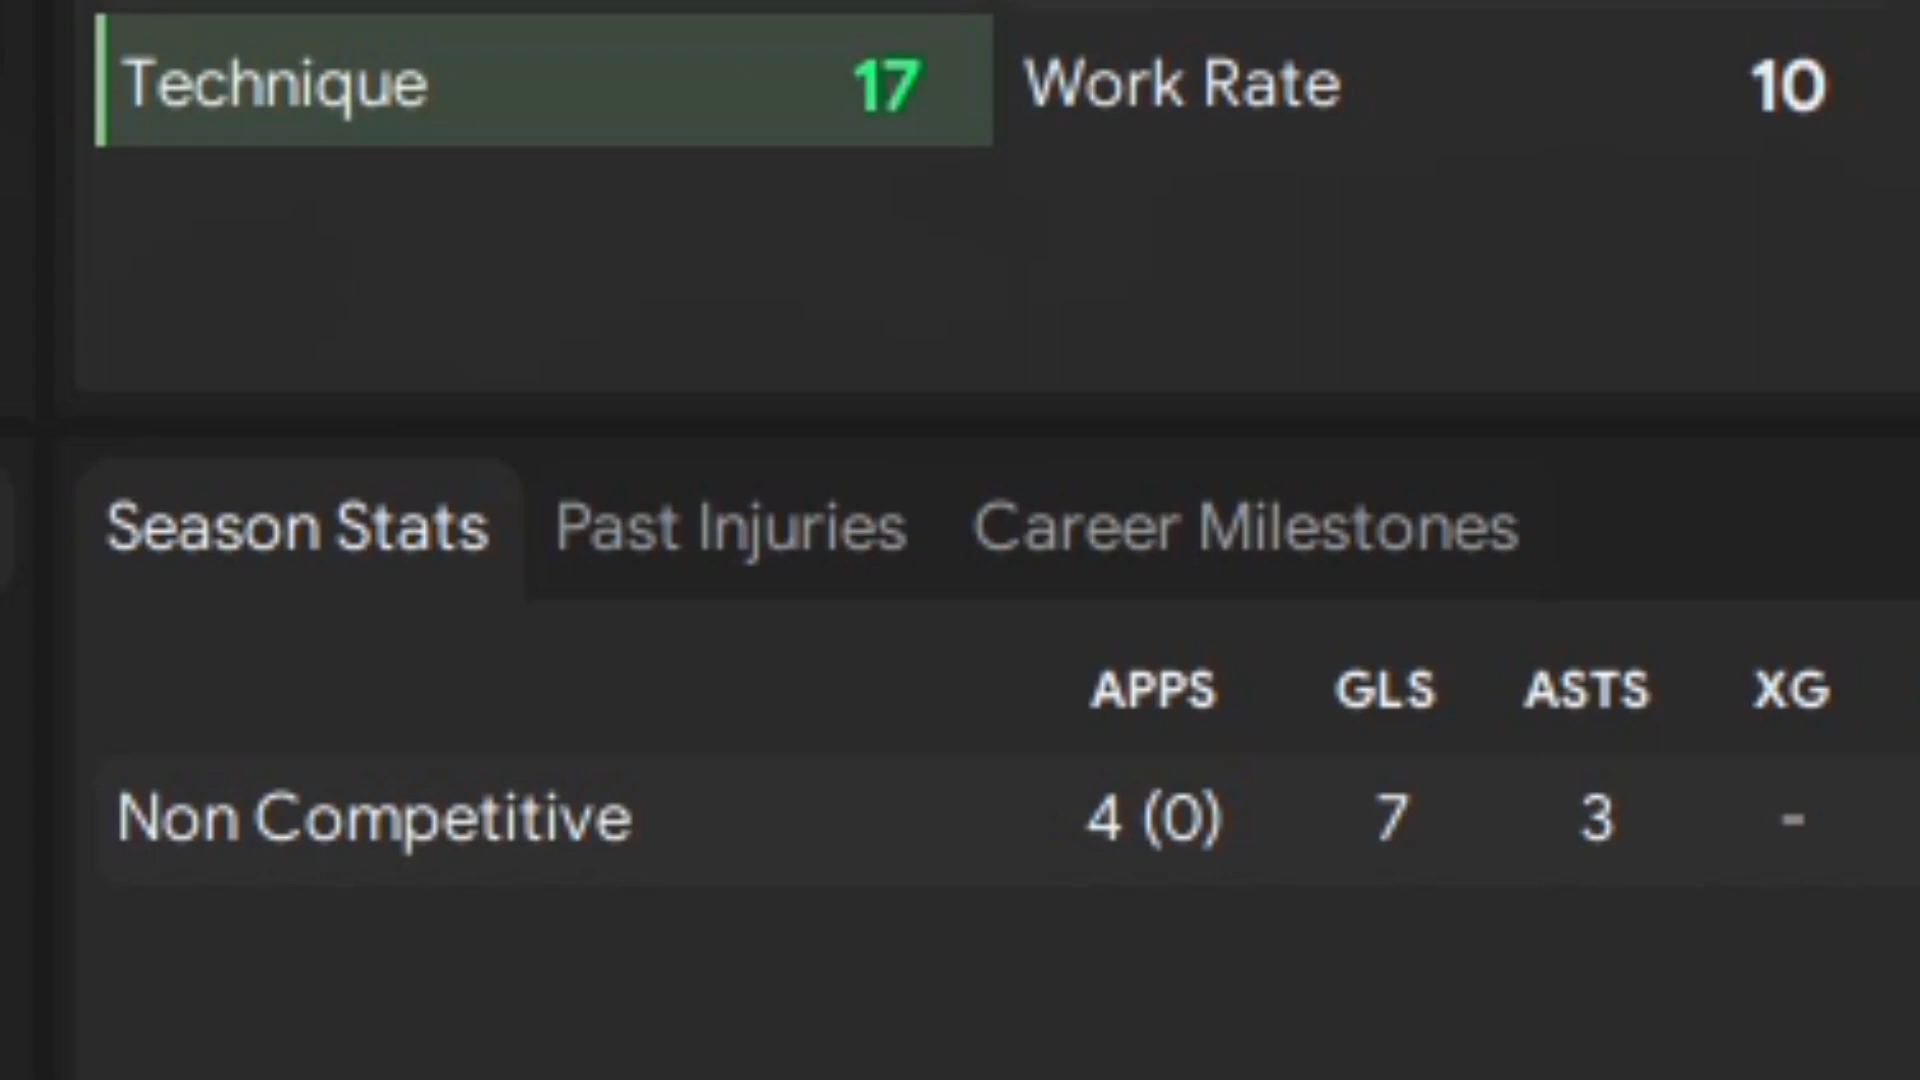 Technique 17 Work Rate 10
Season Stats Past Injuries Career Milestones
APPS GLS ASTS XG
Non Competitive 4 (0) 7 3 -